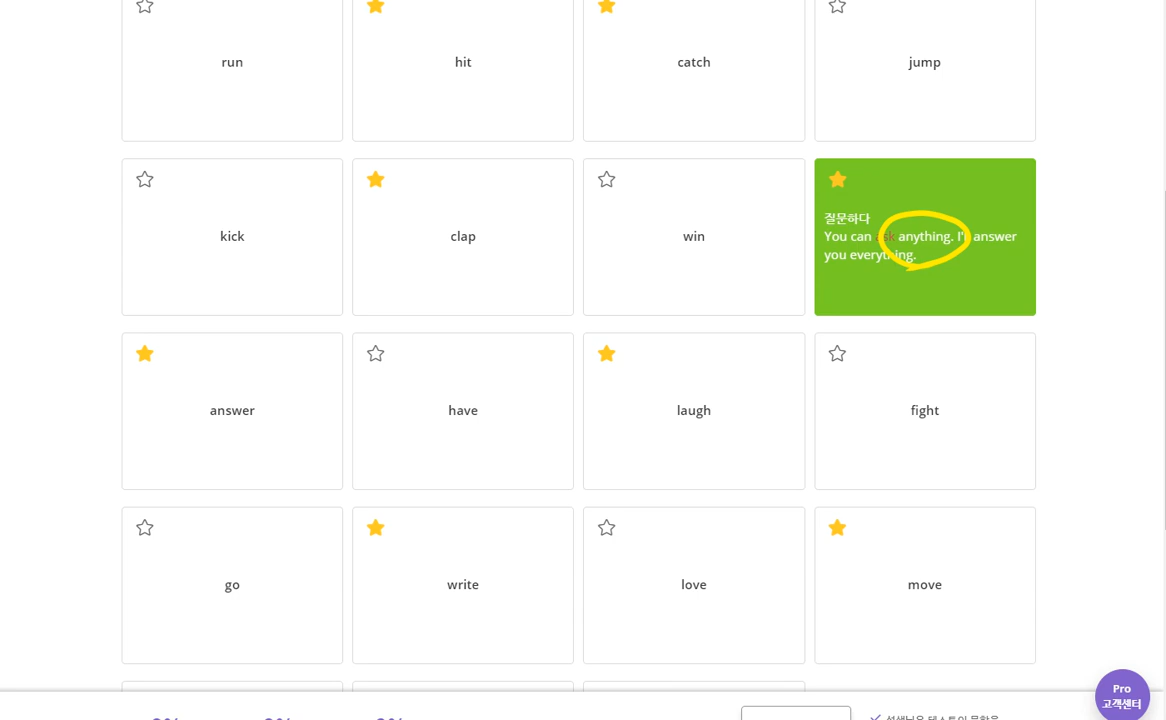 run
hit
catch
jump
kick
clap
win
질문하다
You can ask anything. I'll answer
you everything.
answer
have
laugh
fight
go
write
love
move
Pro
고객센터